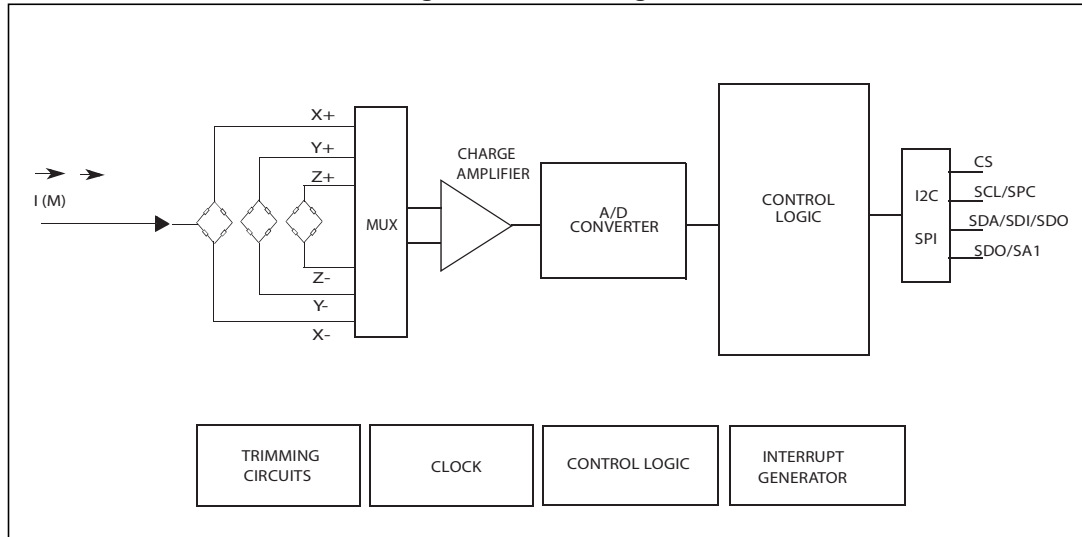 X+
Y+
Z+
I (M)
MUX
Z-
Y-
X-
CHARGE
AMPLIFIER
A/D
CONVERTER
CONTROL
LOGIC
I2C
SPI
CS
SCL/SPC
SDA/SDI/SDO
SDO/SA1
TRIMMING
CIRCUITS
CLOCK
CONTROL LOGIC
INTERRUPT
GENERATOR